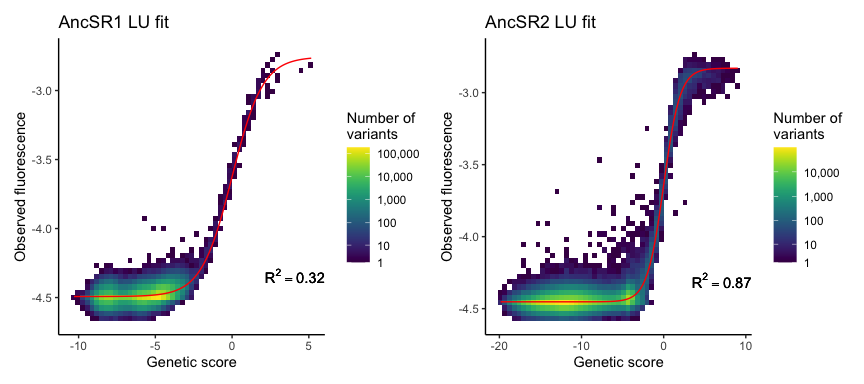 AncSR1 LU fit
-3.0
-3.5
-4.0
-4.5
Observed fluorescence
-10
-5
0
5
Genetic score
R² = 0.32
Number of
variants
100,000
10,000
1,000
100
10
1
AncSR2 LU fit
-3.0
-3.5
-4.0
-4.5
Observed fluorescence
-20
-10
0
10
Genetic score
R² = 0.87
Number of
variants
10,000
1,000
100
10
1